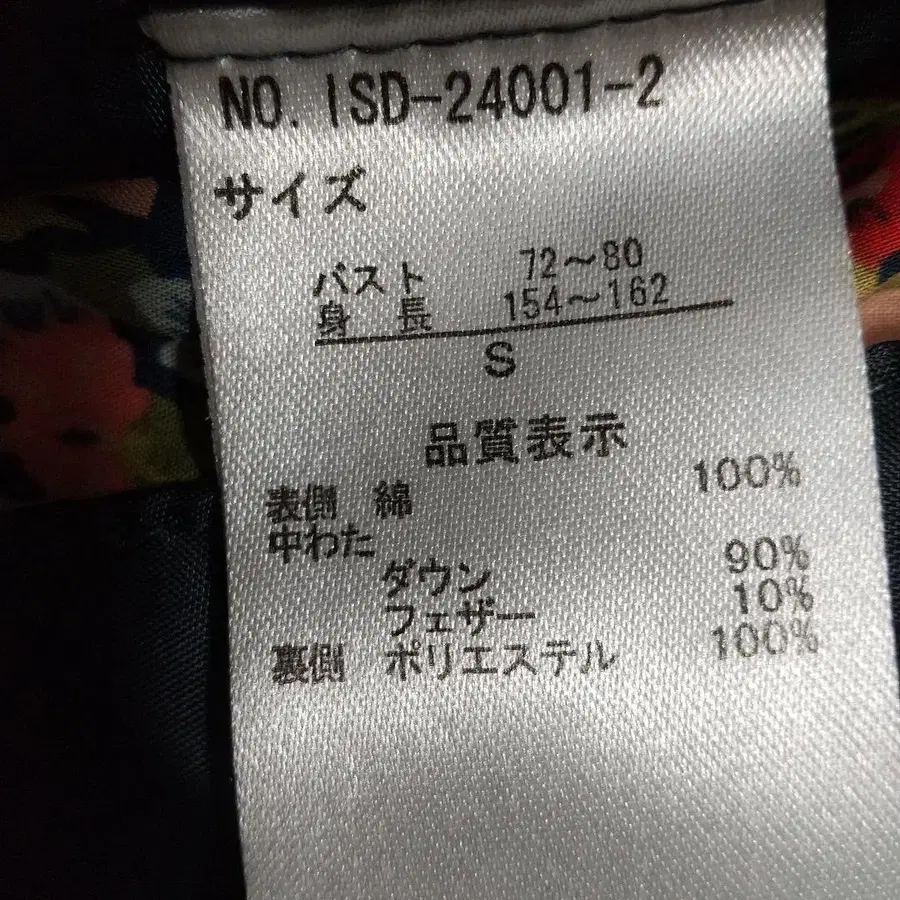 NO. ISD-24001-2
サイズ
バスト 72～80
身長 154～162
S
品質表示
表側 綿 100%
中わた
ダウン 90%
フェザー 10%
裏側 ポリエステル 100%